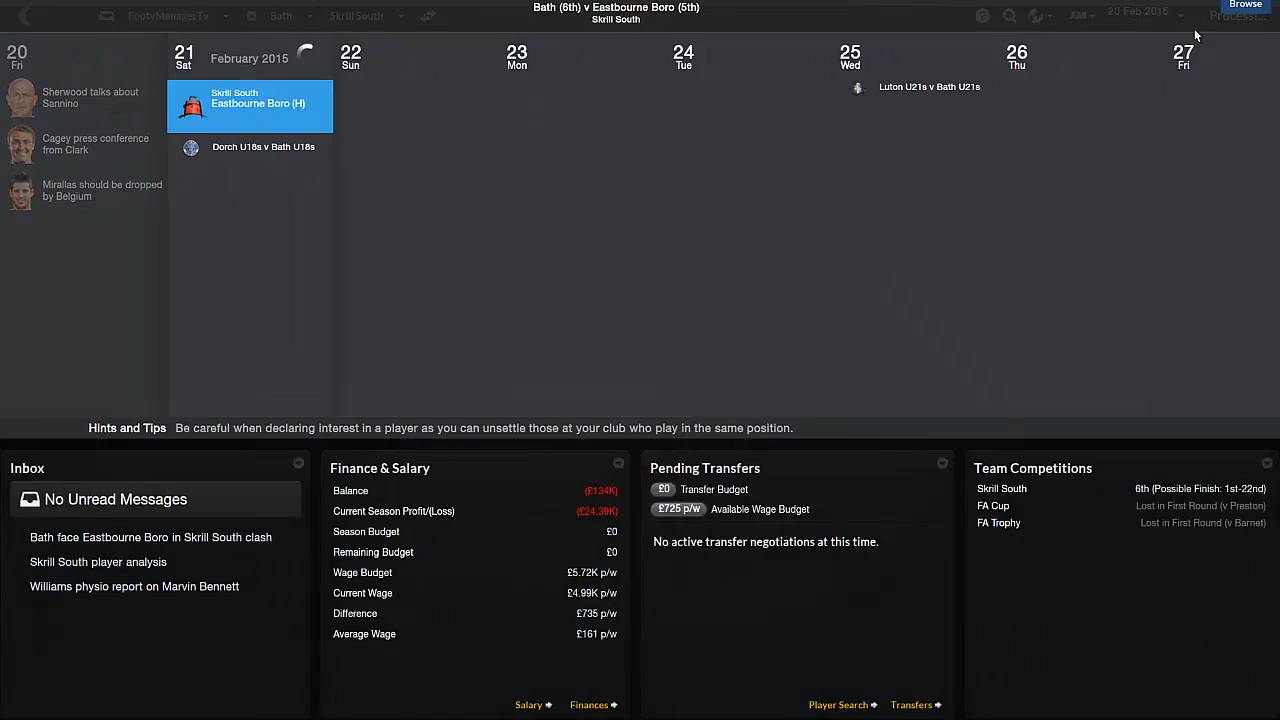 Bath (6th) v Eastbourne Boro (5th)
Skrill South
Browse
FootyManagerTv
Bath
Skrill South
AM
20 Feb 2015
Processi...
20
Fri
21
Sat
February 2015
22
Sun
23
Mon
24
Tue
25
Wed
26
Thu
27
Fri
Sherwood talks about
Sannino
Cagey press conference
from Clark
Mirallas should be dropped
by Belgium
Skrill South
Eastbourne Boro (H)
Dorch U18s v Bath U18s
Luton U21s v Bath U21s
Hints and Tips Be careful when declaring interest in a player as you can unsettle those at your club who play in the same position.
Inbox
No Unread Messages
Bath face Eastbourne Boro in Skrill South clash
Skrill South player analysis
Williams physio report on Marvin Bennett
Finance & Salary
Balance (£134K)
Current Season Profit/(Loss) (£24.39K)
Season Budget £0
Remaining Budget £0
Wage Budget £5.72K p/w
Current Wage £4.99K p/w
Difference £735 p/w
Average Wage £161 p/w
Salary
Finances
Pending Transfers
£0 Transfer Budget
£725 p/w Available Wage Budget
No active transfer negotiations at this time.
Player Search
Transfers
Team Competitions
Skrill South 6th (Possible Finish: 1st-22nd)
FA Cup Lost in First Round (v Preston)
FA Trophy Lost in First Round (v Barnet)